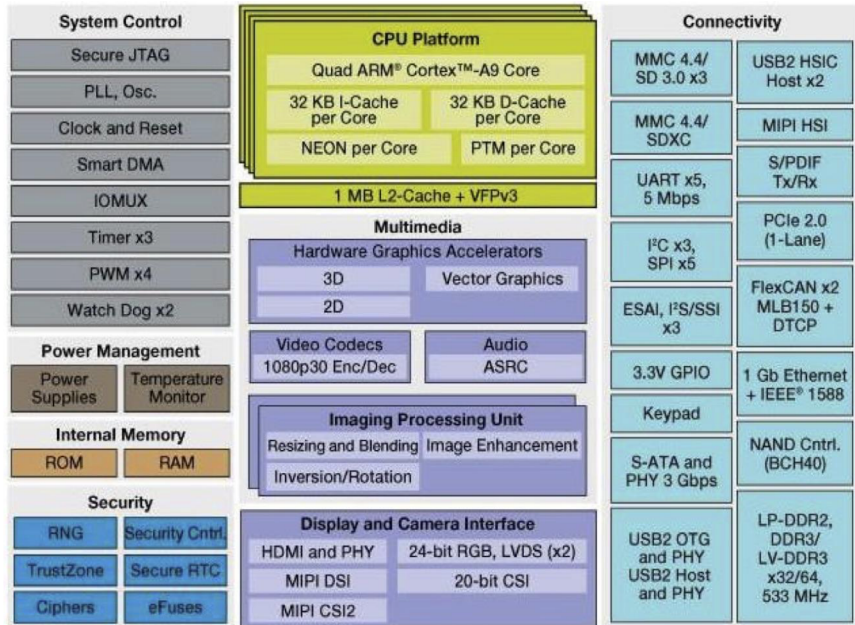 System Control
Secure JTAG
PLL, Osc.
Clock and Reset
Smart DMA
IOMUX
Timer x3
PWM x4
Watch Dog x2
Power Management
Power
Supplies
Temperature
Monitor
Internal Memory
ROM
RAM
Security
RNG
Security Cntrl.
TrustZone
Secure RTC
Ciphers
eFuses
CPU Platform
Quad ARM® Cortex™-A9 Core
32 KB I-Cache
per Core
32 KB D-Cache
per Core
NEON per Core
PTM per Core
1 MB L2-Cache + VFPv3
Multimedia
Hardware Graphics Accelerators
3D
Vector Graphics
2D
Video Codecs
1080p30 Enc/Dec
Audio
ASRC
Imaging Processing Unit
Resizing and Blending
Image Enhancement
Inversion/Rotation
Display and Camera Interface
HDMI and PHY
24-bit RGB, LVDS (x2)
MIPI DSI
20-bit CSI
MIPI CSI2
Connectivity
MMC 4.4/
SD 3.0 x3
MMC 4.4/
SDXC
UART x5,
5 Mbps
I²C x3,
SPI x5
ESAI, I²S/SSI
x3
3.3V GPIO
Keypad
S-ATA and
PHY 3 Gbps
USB2 OTG
and PHY
USB2 Host
and PHY
USB2 HSIC
Host x2
MIPI HSI
S/PDIF
Tx/Rx
PCIe 2.0
(1-Lane)
FlexCAN x2
MLB150 +
DTCP
1 Gb Ethernet
+ IEEE® 1588
NAND Cntrl.
(BCH40)
LP-DDR2,
DDR3/
LV-DDR3
x32/64,
533 MHz